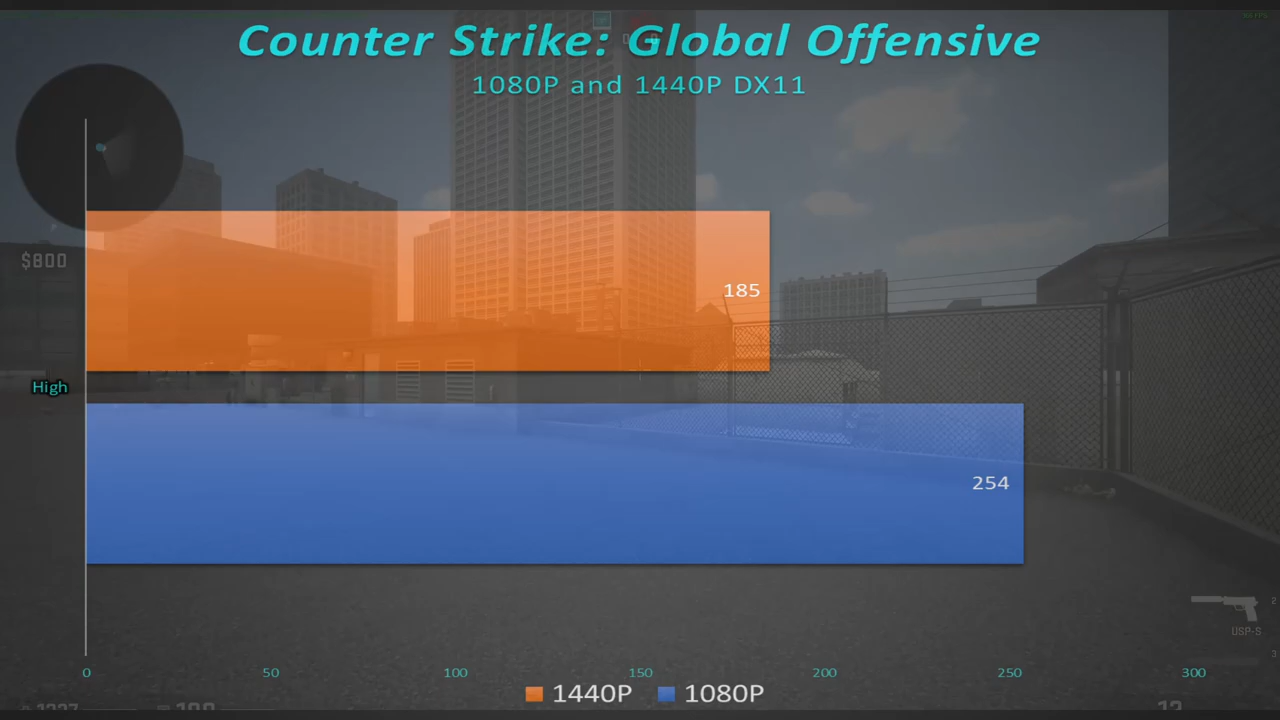 Counter Strike: Global Offensive
1080P and 1440P DX11
$800
185
High
254
USP-S
0 50 100 150 200 250 300
1440P 1080P